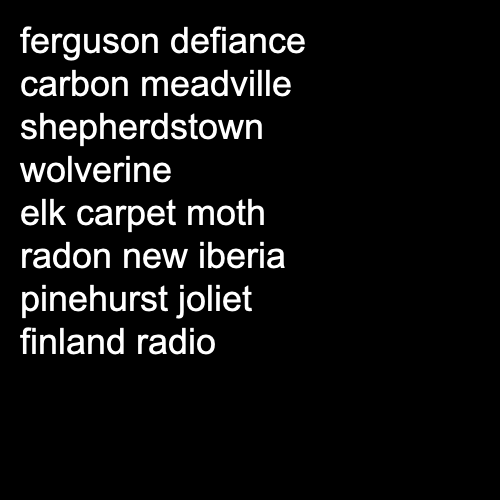 ferguson defiance
carbon meadville
shepherdstown
wolverine
elk carpet moth
radon new iberia
pinehurst joliet
finland radio